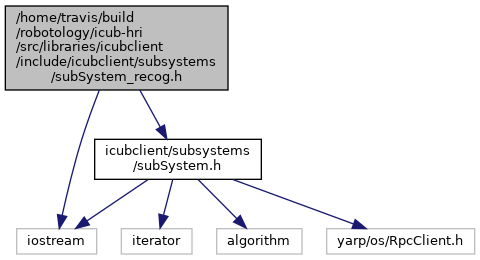 /home/travis/build
/robotology/icub-hri
/src/libraries/icubclient
/include/icubclient/subsystems
/subSystem_recog.h
icubclient/subsystems
/subSystem.h
iostream
iterator
algorithm
yarp/os/RpcClient.h